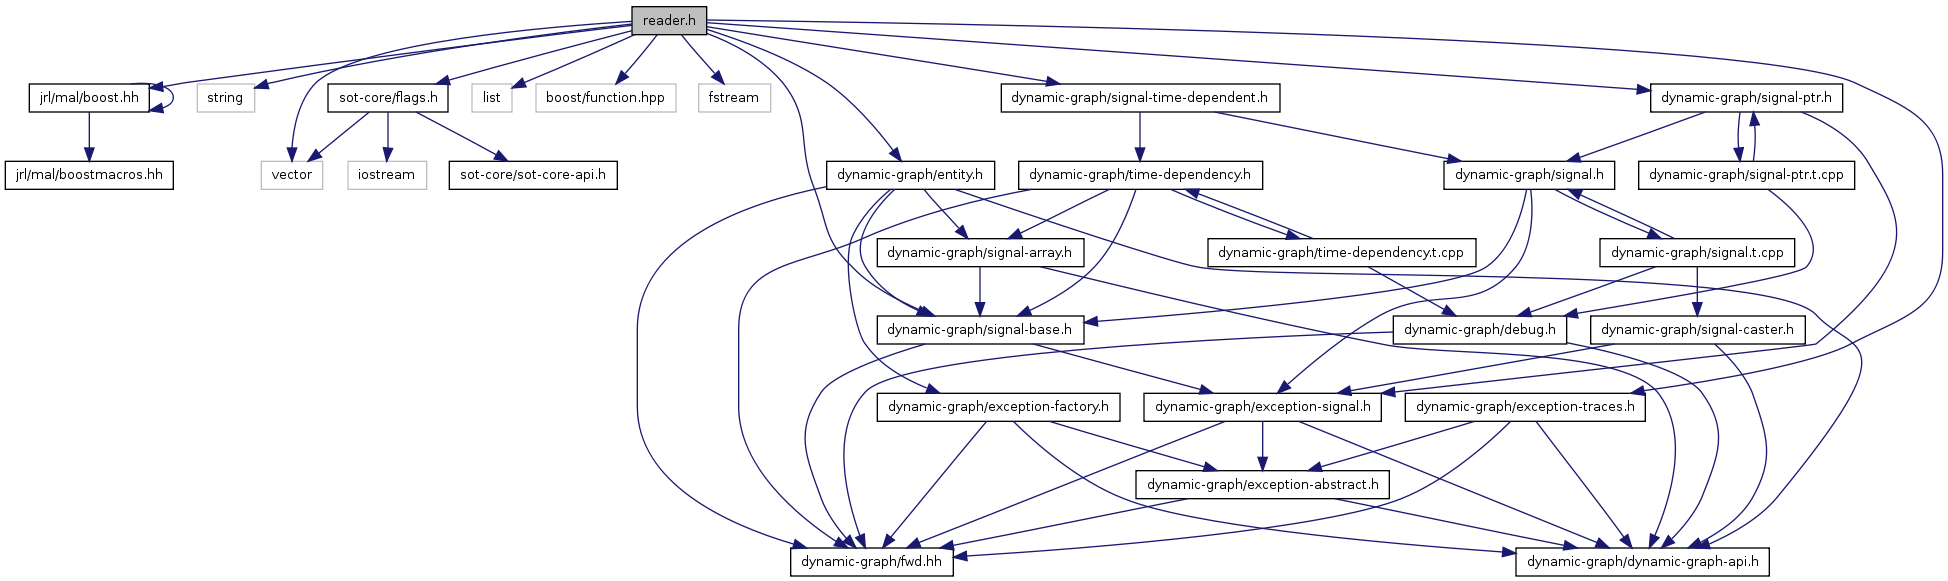 reader.h
jrl/mal/boost.hh
string
sot-core/flags.h
list
boost/function.hpp
fstream
dynamic-graph/signal-time-dependent.h
dynamic-graph/signal-ptr.h
jrl/mal/boostmacros.hh
vector
iostream
sot-core/sot-core-api.h
dynamic-graph/entity.h
dynamic-graph/time-dependency.h
dynamic-graph/signal.h
dynamic-graph/signal-ptr.t.cpp
dynamic-graph/signal-array.h
dynamic-graph/time-dependency.t.cpp
dynamic-graph/signal.t.cpp
dynamic-graph/signal-base.h
dynamic-graph/debug.h
dynamic-graph/signal-caster.h
dynamic-graph/exception-factory.h
dynamic-graph/exception-signal.h
dynamic-graph/exception-traces.h
dynamic-graph/exception-abstract.h
dynamic-graph/fwd.hh
dynamic-graph/dynamic-graph-api.h